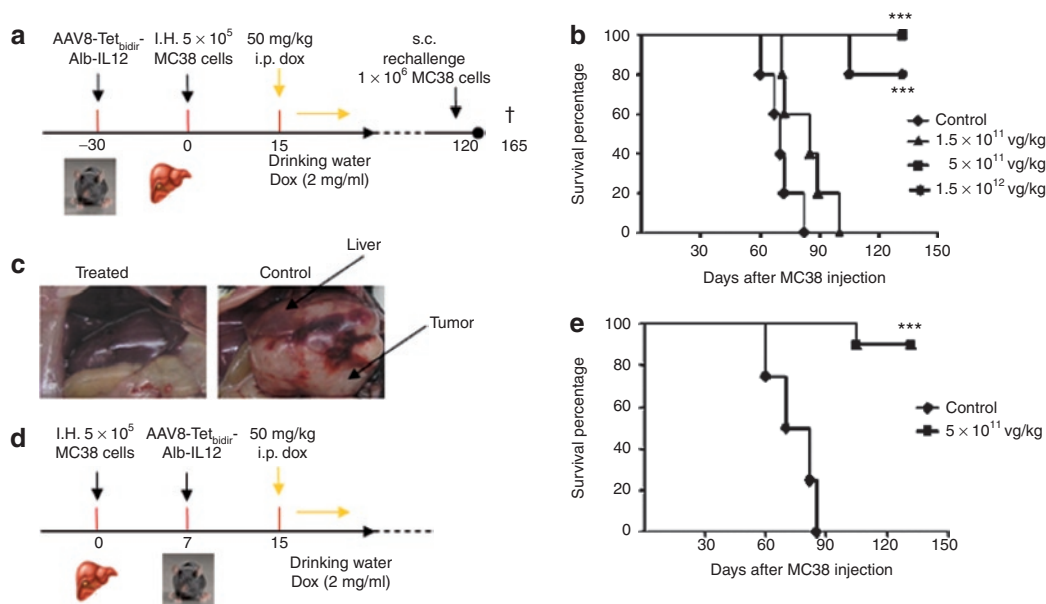 a
AAV8-Tetbidir-
Alb-IL12
I.H. 5 × 10⁵
MC38 cells
50 mg/kg
i.p. dox
s.c.
rechallenge
1 × 10⁶ MC38 cells
†
–30
0
15
120
165
Drinking water
Dox (2 mg/ml)
b
***
***
Survival percentage
100
80
60
40
20
0
30
60
90
120
150
Days after MC38 injection
Control
1.5 × 10¹¹ vg/kg
5 × 10¹¹ vg/kg
1.5 × 10¹² vg/kg
c
Treated
Control
Liver
Tumor
d
I.H. 5 × 10⁵
MC38 cells
AAV8-Tetbidir-
Alb-IL12
50 mg/kg
i.p. dox
0
7
15
Drinking water
Dox (2 mg/ml)
e
***
Survival percentage
100
80
60
40
20
0
30
60
90
120
150
Days after MC38 injection
Control
5 × 10¹¹ vg/kg